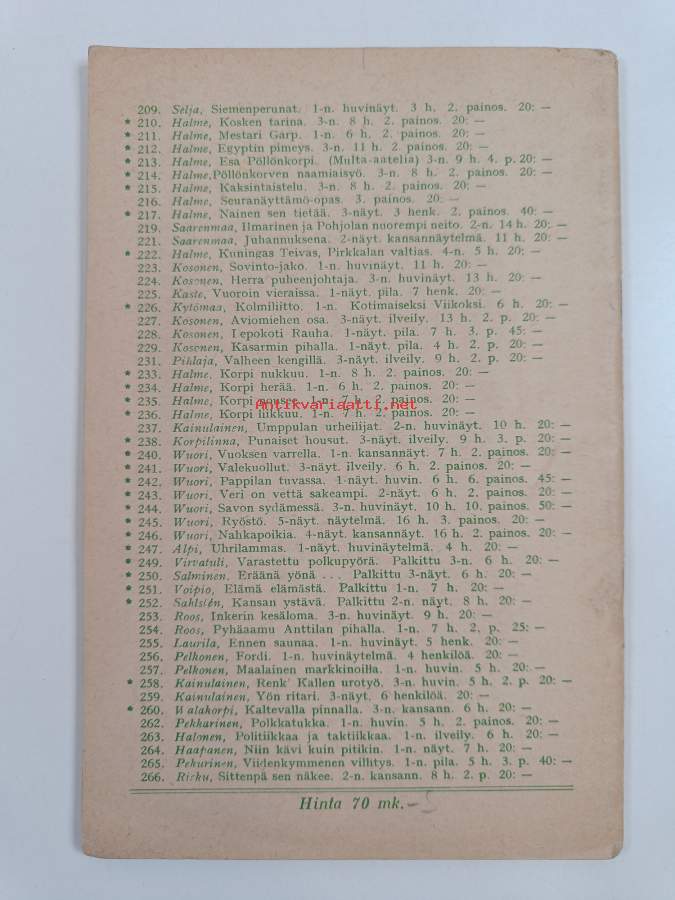 209. Selja, Siemenperunat. 1-n. huvinäyt. 3 h. 2. painos. 20: —
* 210. Halme, Kosken tarina. 3-n. 8 h. 2. painos. 20: —
* 211. Halme, Mestari Garp. 1-n. 6 h. 2. painos. 20: —
* 212. Halme, Egyptin pimeys. 3-n. 11 h. 2. painos. 20: —
* 213. Halme, Esa Pöllönkorpi. (Multa-aatelia) 3-n. 9 h. 4. p. 20: —
* 214. Halme, Pöllönkorven naamiaisyö. 3-n. 8 h. 2. painos. 20: —
* 215. Halme, Kaksintaistelu. 3-n. 8 h. 2. painos. 20: —
216. Halme, Seuranäyttämö-opas. 3. painos. 20: —
* 217. Halme, Nainen sen tietää. 3-näyt. 3 henk. 2. painos. 40: —
219. Saarenmaa, Ilmarinen ja Pohjolan nuorempi neito. 2-n. 14 h. 20: —
221. Saarenmaa, Juhannuksena. 2-näyt. kansannäytelmä. 11 h. 20: —
* 222. Halme, Kuningas Teivas, Pirkkalan valtias. 4-n. 5 h. 20: —
223. Kosonen, Sovinto-jako. 1-n. huvinäyt. 11 h. 20: —
224. Kosonen, Herra puheenjohtaja. 3-n. huvinäyt. 13 h. 20: —
225. Kaste, Vuoroin vieraissa. 1-näyt. pila. 7 henk. 20: —
* 226. Kytömaa, Kolmiliitto. 1-n. Kotimaiseksi Viikoksi. 6 h. 20: —
227. Kosonen, Aviomiehen osa. 3-näyt. ilveily. 13 h. 2. p. 20: —
228. Kosonen, Lepokoti Rauha. 1-näyt. pila. 7 h. 3. p. 45: —
229. Kosonen, Kasarmin pihalla. 1-näyt. pila. 4 h. 2. p. 20: —
231. Pihlaja, Valheen kengillä. 3-näyt. ilveily. 9 h. 2. p. 20: —
* 233. Halme, Korpi nukkuu. 1-n. 8 h. 2. painos. 20: —
* 234. Halme, Korpi herää. 1-n. 6 h. 2. painos. 20: —
* 235. Halme, Korpi nousee. 1-n. 7 h. 2. painos. 20: —
Antikvariaatti.net
* 236. Halme, Korpi liikkuu. 1-n. 7 h. 2. painos. 20: —
237. Kainulainen, Umppulan urheilijat. 2-n. huvinäyt. 10 h. 20: —
* 238. Korpilinna, Punaiset housut. 3-näyt. ilveily. 9 h. 3. p. 20: —
* 240. Wuori, Vuoksen varrella. 1-n. kansannäyt. 7 h. 2. painos. 20: —
* 241. Wuori, Valekuollut. 3-näyt. ilveily. 6 h. 2. painos. 20: —
* 242. Wuori, Pappilan tuvassa. 1-näyt. huvin. 6 h. 6. painos. 45: —
* 243. Wuori, Veri on vettä sakeampi. 2-näyt. 6 h. 2. painos. 20: —
* 244. Wuori, Savon sydämessä. 3-n. huvinäyt. 10 h. 10. painos. 50: —
* 245. Wuori, Ryöstö. 5-näyt. näytelmä. 16 h. 3. painos. 20: —
* 246. Wuori, Nahkapoikia. 4-näyt. kansannäyt. 16 h. 2. painos. 20: —
* 247. Alpi, Uhrilammas. 1-näyt. huvinäytelmä. 4 h. 20: —
* 249. Virvatuli, Varastettu polkupyörä. Palkittu 3-n. 6 h. 20: —
* 250. Salminen, Eräänä yönä . . . Palkittu 3-näyt. 6 h. 20: —
* 251. Voipio, Elämä elämästä. Palkittu 1-n. 7 h. 20: —
* 252. Sahlstén, Kansan ystävä. Palkittu 2-n. näyt. 8 h. 20: —
253. Roos, Inkerin kesäloma. 3-n. huvinäyt. 9 h. 20: —
254. Roos, Pyhäaamu Anttilan pihalla. 1-n. 7 h. 2. p. 25: —
255. Laurila, Ennen saunaa. 1-n. huvinäyt. 5 henk. 20: —
256. Pelkonen, Fordi. 1-n. huvinäytelmä. 4 henkilöä. 20: —
257. Pelkonen, Maalainen markkinoilla. 1-n. huvin. 5 h. 20: —
* 258. Kainulainen, Renk' Kallen urotyö. 3-n. huvin. 5 h. 2. p. 20: —
259. Kainulainen, Yön ritari. 3-näyt. 6 henkilöä. 20: —
* 260. Walakorpi, Kaltevalla pinnalla. 3-n. kansann. 6 h. 20: —
262. Pekkarinen, Polkkatukka. 1-n. huvin. 5 h. 2. painos. 20: —
263. Halonen, Politiikkaa ja taktiikkaa. 1-n. ilveily. 6 h. 20: —
264. Haapanen, Niin kävi kuin pitikin. 1-n. näyt. 7 h. 20: —
265. Pekurinen, Viidenkymmenen villitys. 1-n. pila. 5 h. 3. p. 40: —
266. Risku, Sittenpä sen näkee. 2-n. kansann. 8 h. 2. p. 20: —
Hinta 70 mk.